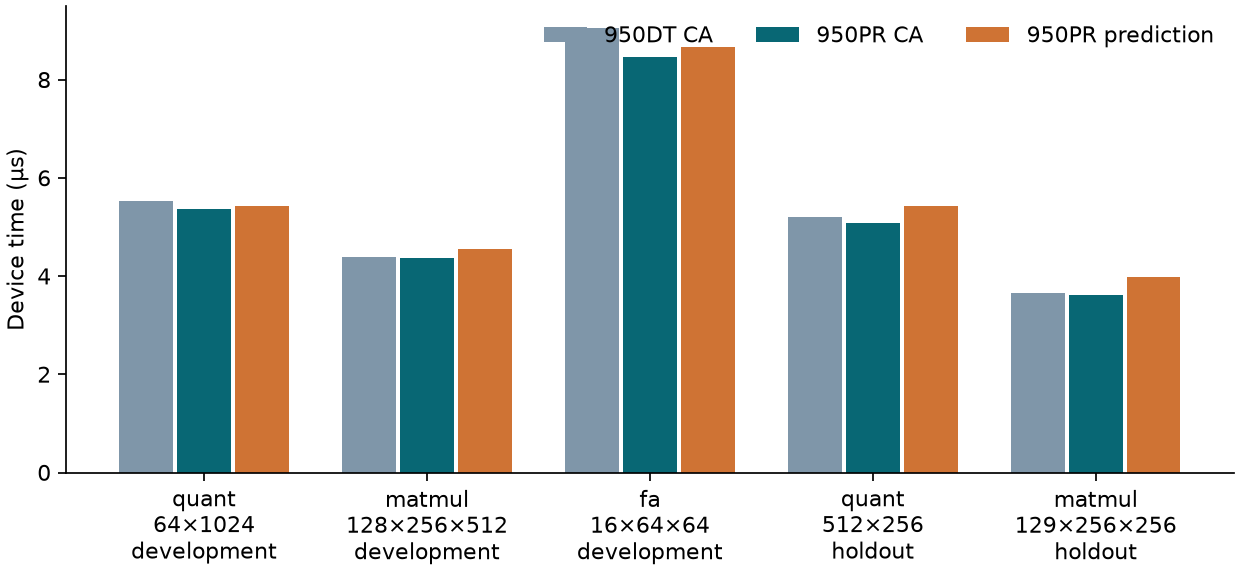 950DT CA
950PR CA
950PR prediction
Device time (µs)
8
6
4
2
0
quant
64×1024
development
matmul
128×256×512
development
fa
16×64×64
development
quant
512×256
holdout
matmul
129×256×256
holdout